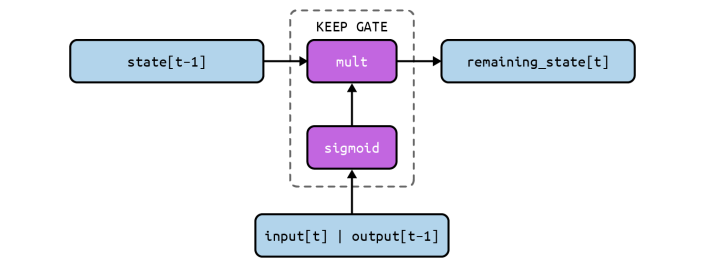 KEEP GATE
state[t-1]
mult
remaining_state[t]
sigmoid
input[t] | output[t-1]